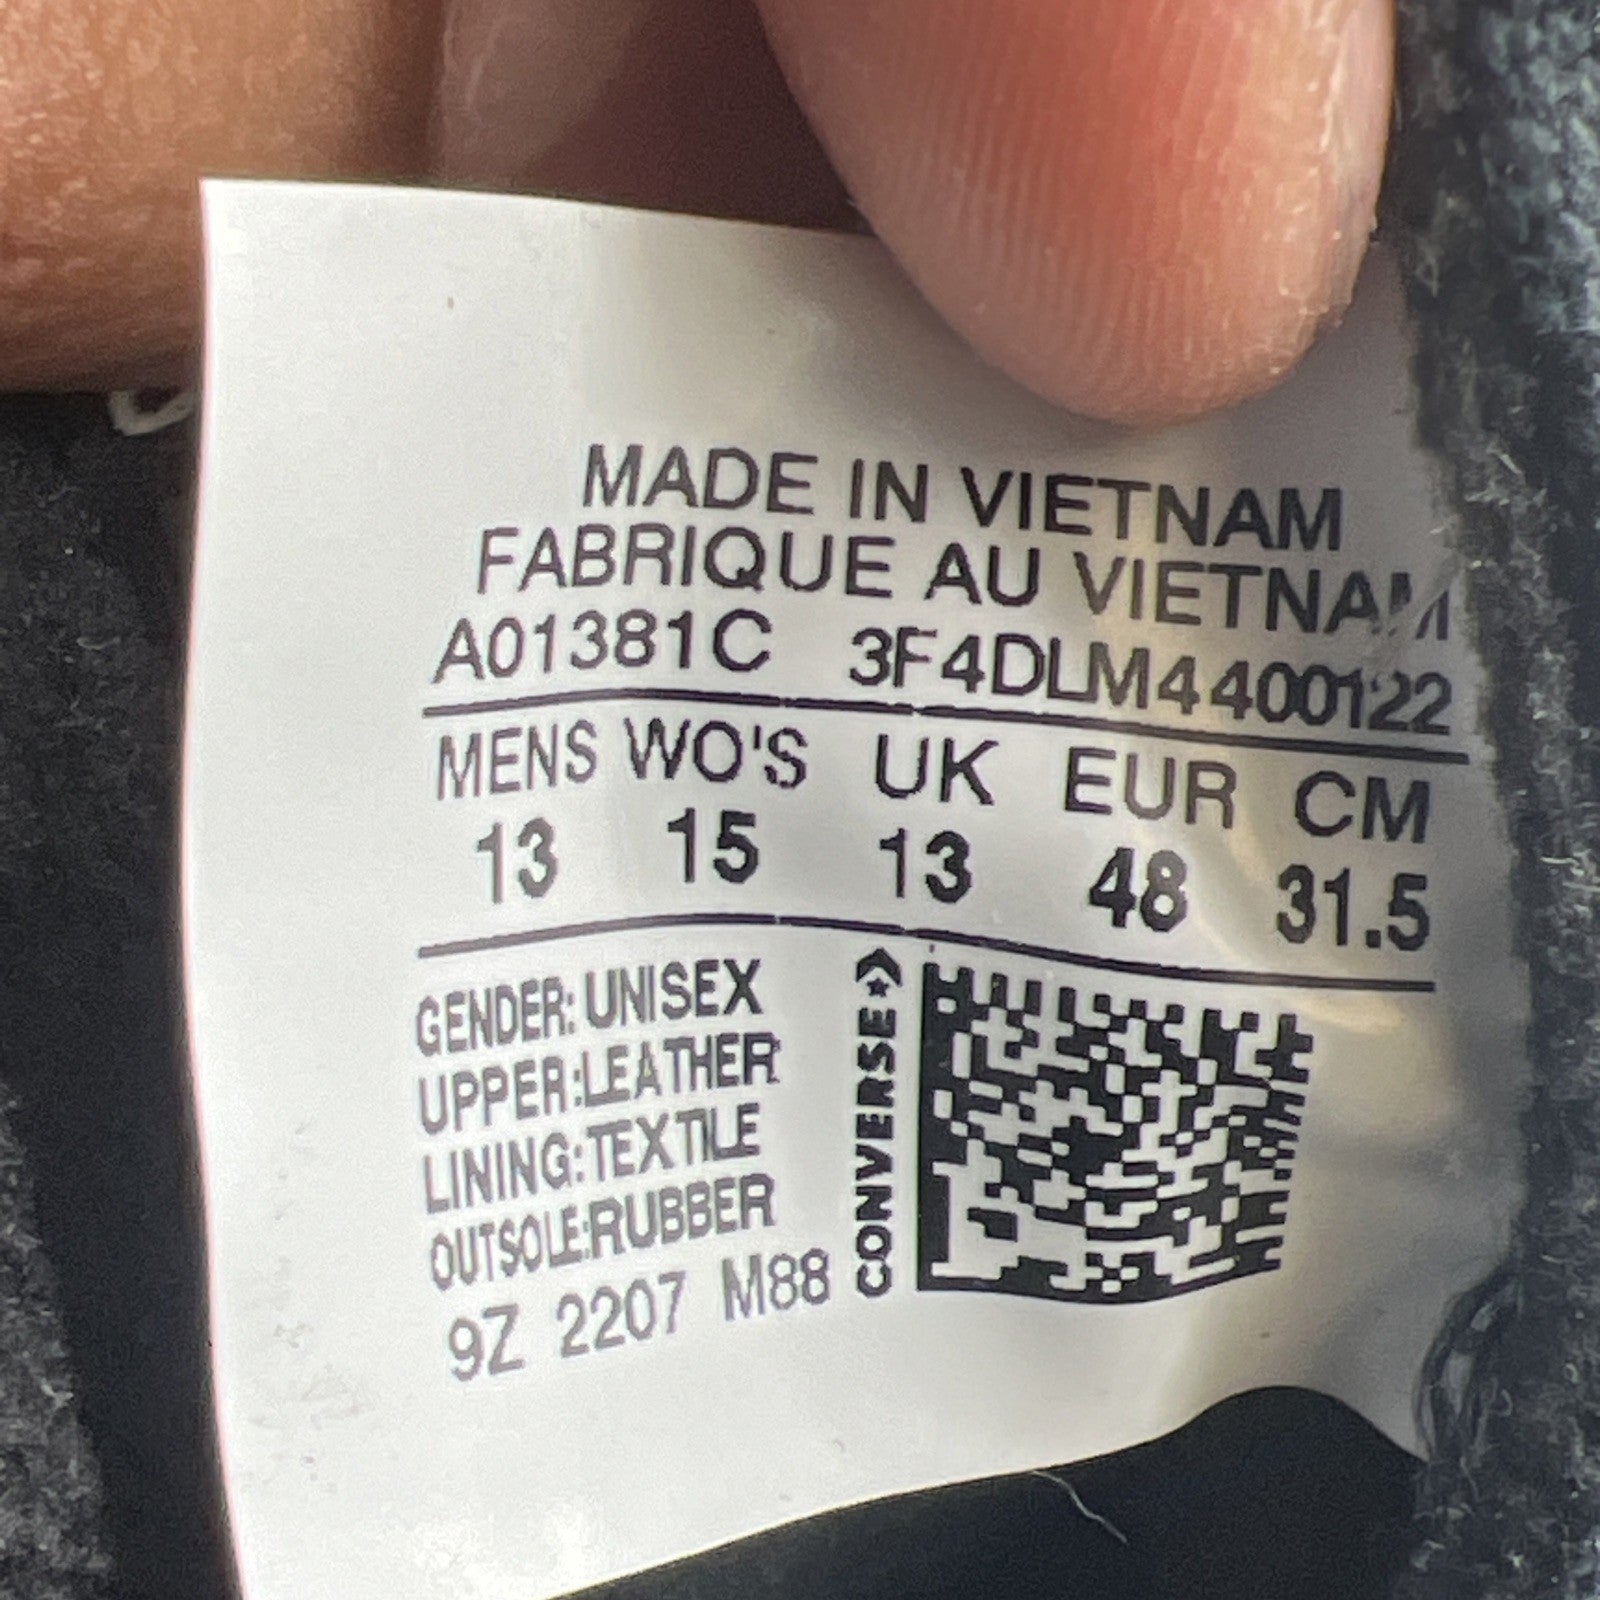 MADE IN VIETNAM
FABRIQUE AU VIETNAM
A01381C 3F4DLM4400122
MENS WO'S UK EUR CM
13 15 13 48 31.5
GENDER: UNISEX
UPPER:LEATHER
LINING:TEXTILE
OUTSOLE:RUBBER
9Z 2207 M88
CONVERSE